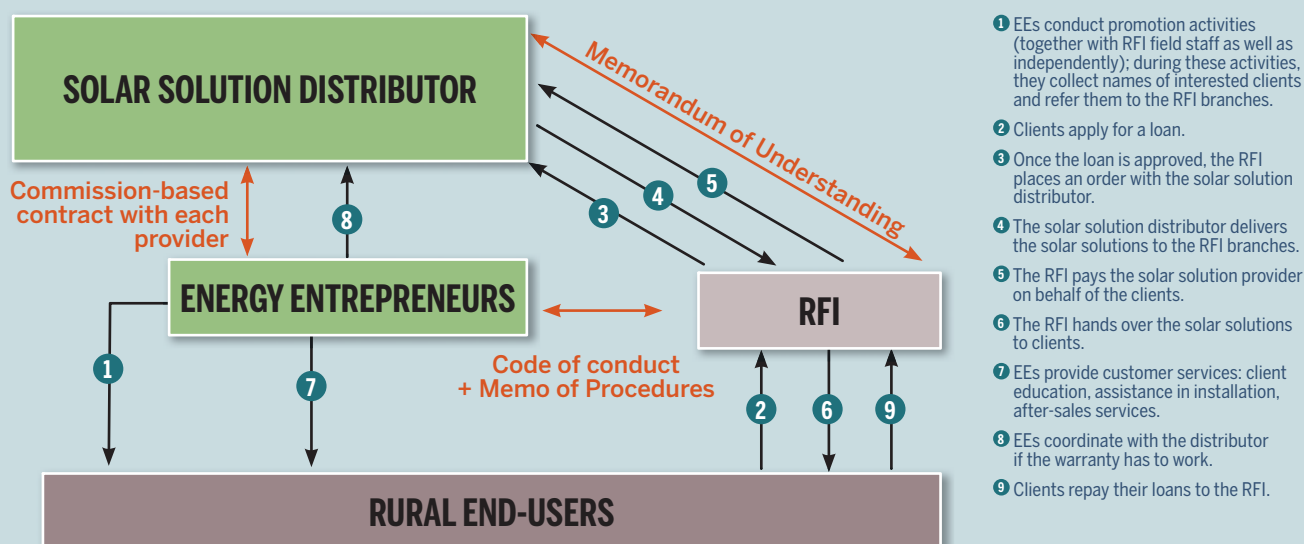 SOLAR SOLUTION DISTRIBUTOR
Memorandum of Understanding
Commission-based
contract with each
provider
8
3
4
5
ENERGY ENTREPRENEURS
RFI
Code of conduct
+ Memo of Procedures
1
7
2
6
9
RURAL END-USERS
1 EEs conduct promotion activities
(together with RFI field staff as well as
independently); during these activities,
they collect names of interested clients
and refer them to the RFI branches.
2 Clients apply for a loan.
3 Once the loan is approved, the RFI
places an order with the solar solution
distributor.
4 The solar solution distributor delivers
the solar solutions to the RFI branches.
5 The RFI pays the solar solution provider
on behalf of the clients.
6 The RFI hands over the solar solutions
to clients.
7 EEs provide customer services: client
education, assistance in installation,
after-sales services.
8 EEs coordinate with the distributor
if the warranty has to work.
9 Clients repay their loans to the RFI.